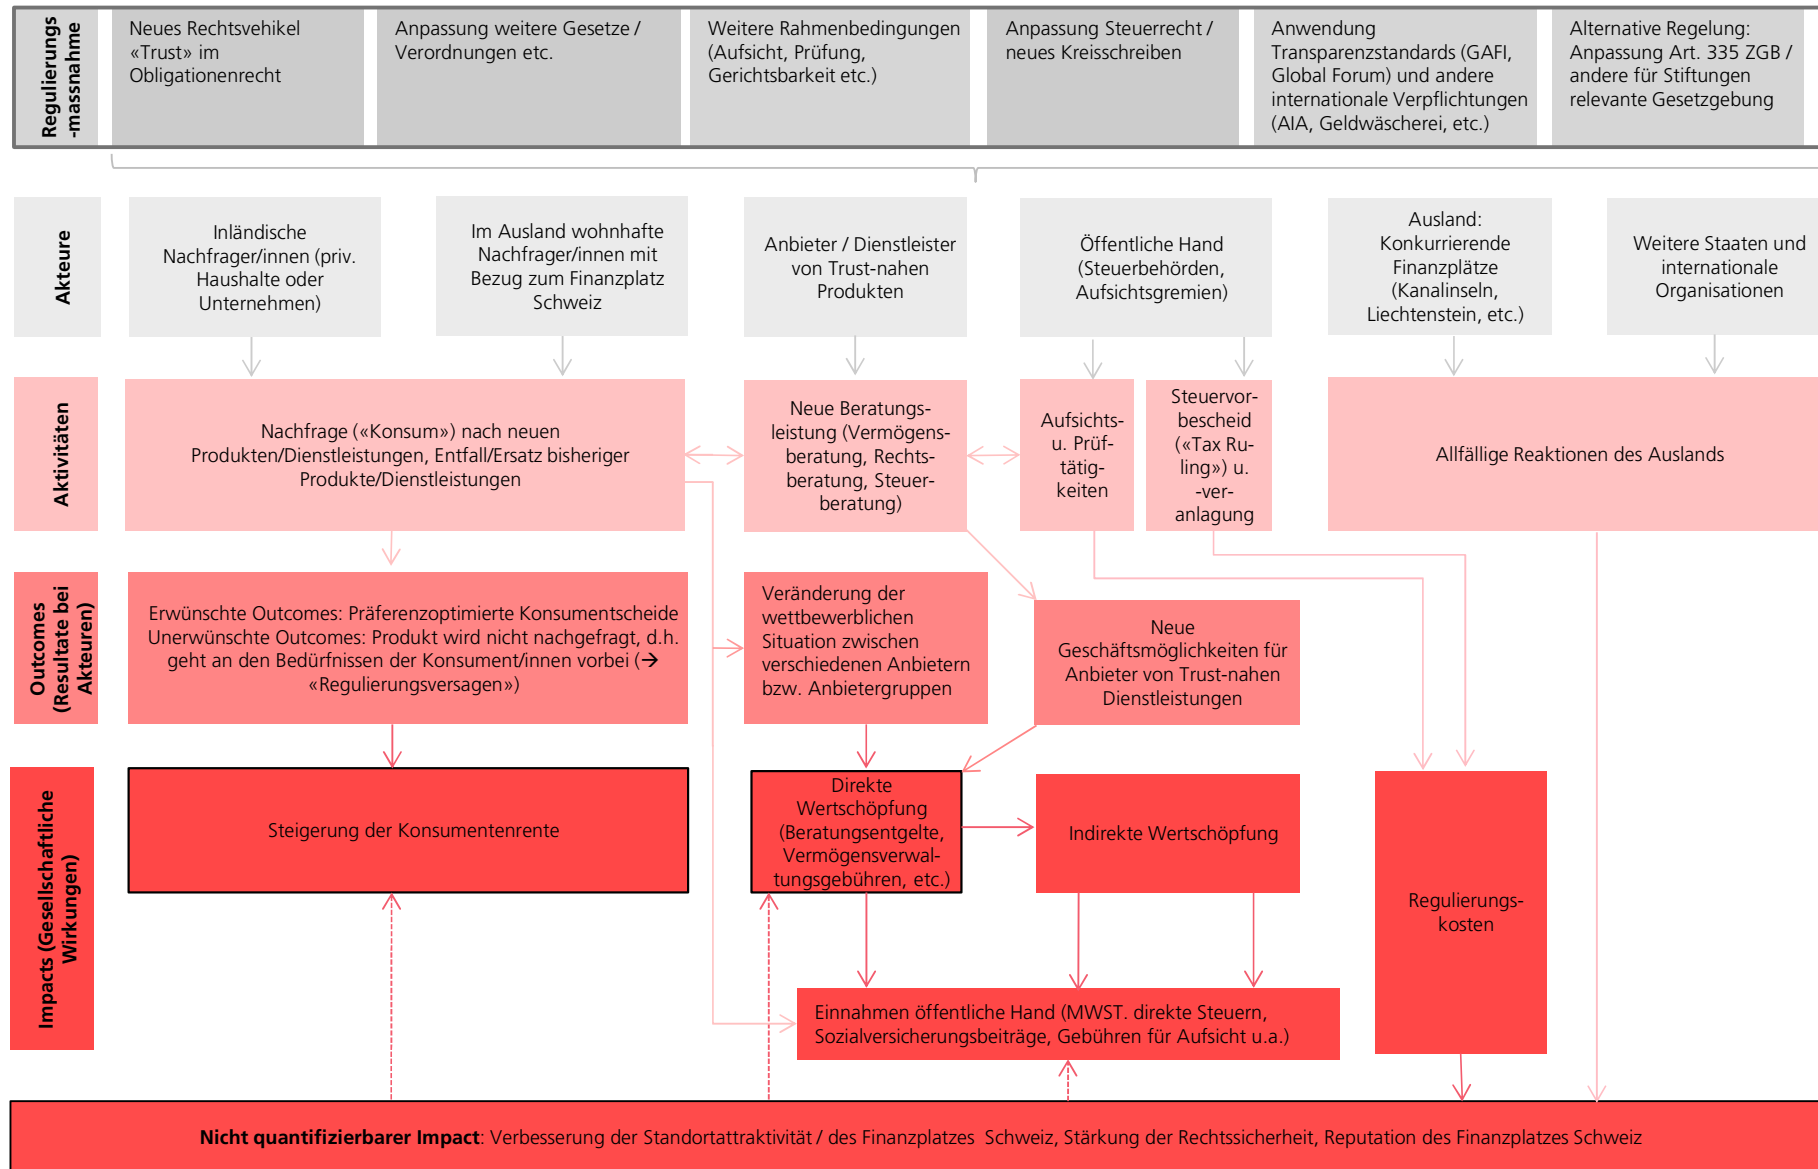 Regulierungs
-massnahme
Neues Rechtsvehikel
«Trust» im
Obligationenrecht
Anpassung weitere Gesetze /
Verordnungen etc.
Weitere Rahmenbedingungen
(Aufsicht, Prüfung,
Gerichtsbarkeit etc.)
Anpassung Steuerrecht /
neues Kreisschreiben
Anwendung
Transparenzstandards (GAFI,
Global Forum) und andere
internationale Verpflichtungen
(AIA, Geldwäscherei, etc.)
Alternative Regelung:
Anpassung Art. 335 ZGB /
andere für Stiftungen
relevante Gesetzgebung
Akteure
Inländische
Nachfrager/innen (priv.
Haushalte oder
Unternehmen)
Im Ausland wohnhafte
Nachfrager/innen mit
Bezug zum Finanzplatz
Schweiz
Anbieter / Dienstleister
von Trust-nahen
Produkten
Öffentliche Hand
(Steuerbehörden,
Aufsichtsgremien)
Ausland:
Konkurrierende
Finanzplätze
(Kanalinseln,
Liechtenstein, etc.)
Weitere Staaten und
internationale
Organisationen
Aktivitäten
Nachfrage («Konsum») nach neuen
Produkten/Dienstleistungen, Entfall/Ersatz bisheriger
Produkte/Dienstleistungen
Neue Beratungs-
leistung (Vermögens-
beratung, Rechts-
beratung, Steuer-
beratung)
Aufsichts-
u. Prüf-
tätig-
keiten
Steuervor-
bescheid
(«Tax Ru-
ling») u.
-ver-
anlagung
Allfällige Reaktionen des Auslands
Outcomes
(Resultate bei
Akteuren)
Erwünschte Outcomes: Präferenzoptimierte Konsumentscheide
Unerwünschte Outcomes: Produkt wird nicht nachgefragt, d.h.
geht an den Bedürfnissen der Konsument/innen vorbei (→
«Regulierungsversagen»)
Veränderung der
wettbewerblichen
Situation zwischen
verschiedenen Anbietern
bzw. Anbietergruppen
Neue
Geschäftsmöglichkeiten für
Anbieter von Trust-nahen
Dienstleistungen
Impacts (Gesellschaftliche
Wirkungen)
Steigerung der Konsumentenrente
Direkte
Wertschöpfung
(Beratungsentgelte,
Vermögensverwal-
tungsgebühren, etc.)
Indirekte Wertschöpfung
Regulierungs-
kosten
Einnahmen öffentliche Hand (MWST. direkte Steuern,
Sozialversicherungsbeiträge, Gebühren für Aufsicht u.a.)
Nicht quantifizierbarer Impact: Verbesserung der Standortattraktivität / des Finanzplatzes Schweiz, Stärkung der Rechtssicherheit, Reputation des Finanzplatzes Schweiz